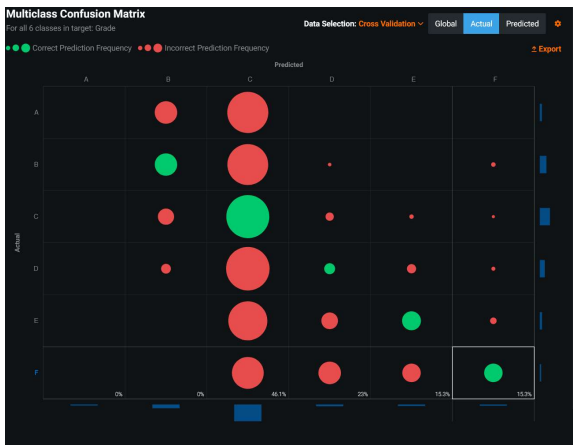 Multiclass Confusion Matrix
For all 6 classes in target: Grade
Data Selection: Cross Validation
Global
Actual
Predicted
Correct Prediction Frequency
Incorrect Prediction Frequency
Export
Predicted
A B C D E F
Actual
A
B
C
D
E
F
0% 0% 46.1% 23% 15.3% 15.3%